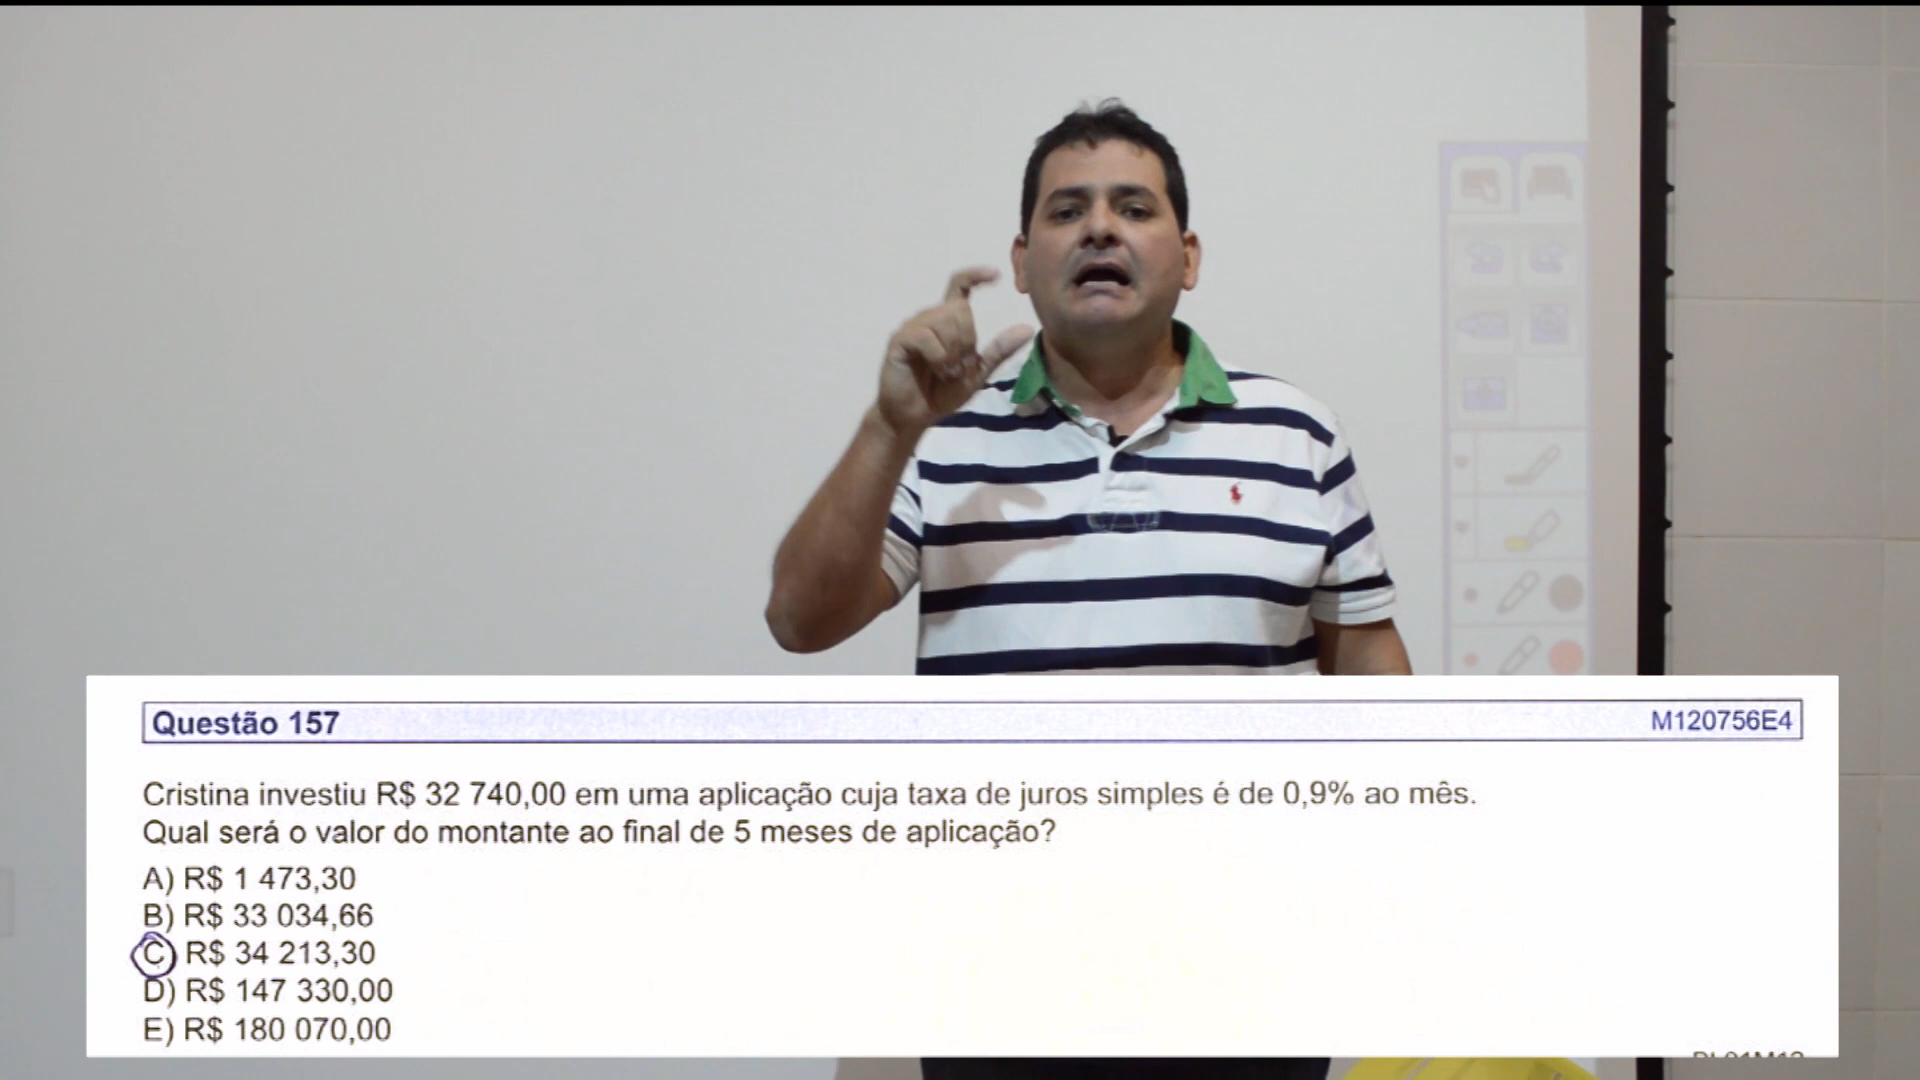 Questão 157
M120756E4
Cristina investiu R$ 32 740,00 em uma aplicação cuja taxa de juros simples é de 0,9% ao mês.
Qual será o valor do montante ao final de 5 meses de aplicação?
A) R$ 1 473,30
B) R$ 33 034,66
C) R$ 34 213,30
D) R$ 147 330,00
E) R$ 180 070,00